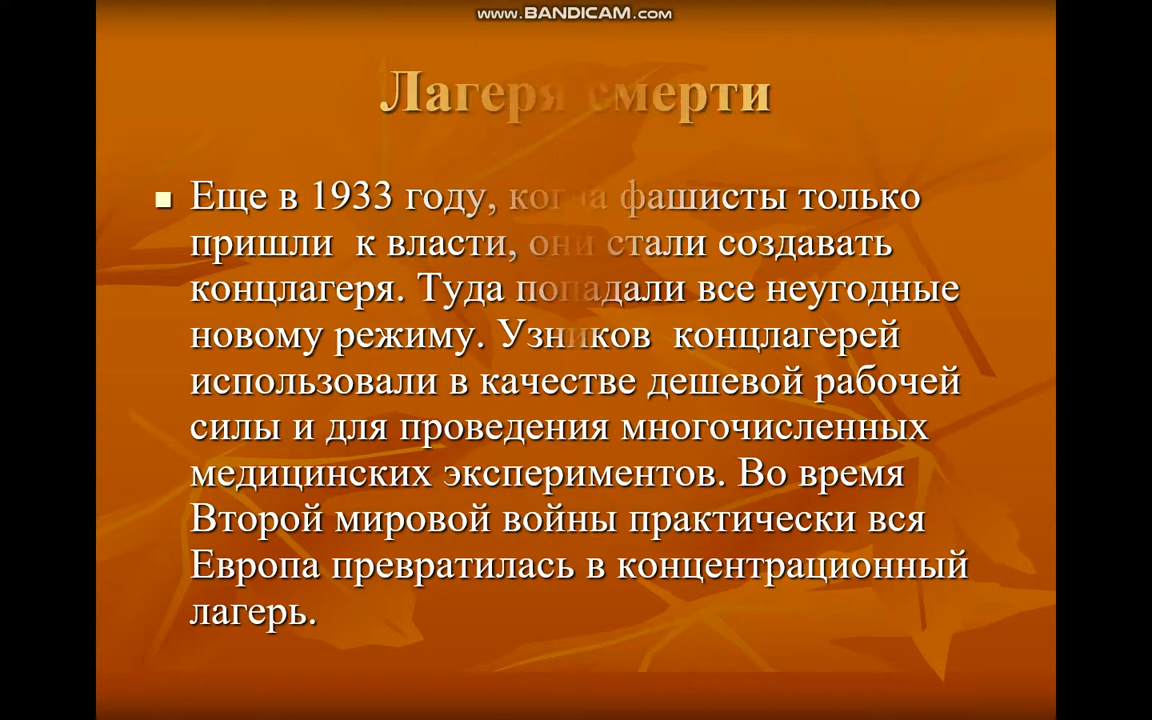 www.BANDICAM.com
Лагеря смерти
Еще в 1933 году, когда фашисты только
пришли к власти, они стали создавать
концлагеря. Туда попадали все неугодные
новому режиму. Узников концлагерей
использовали в качестве дешевой рабочей
силы и для проведения многочисленных
медицинских экспериментов. Во время
Второй мировой войны практически вся
Европа превратилась в концентрационный
лагерь.